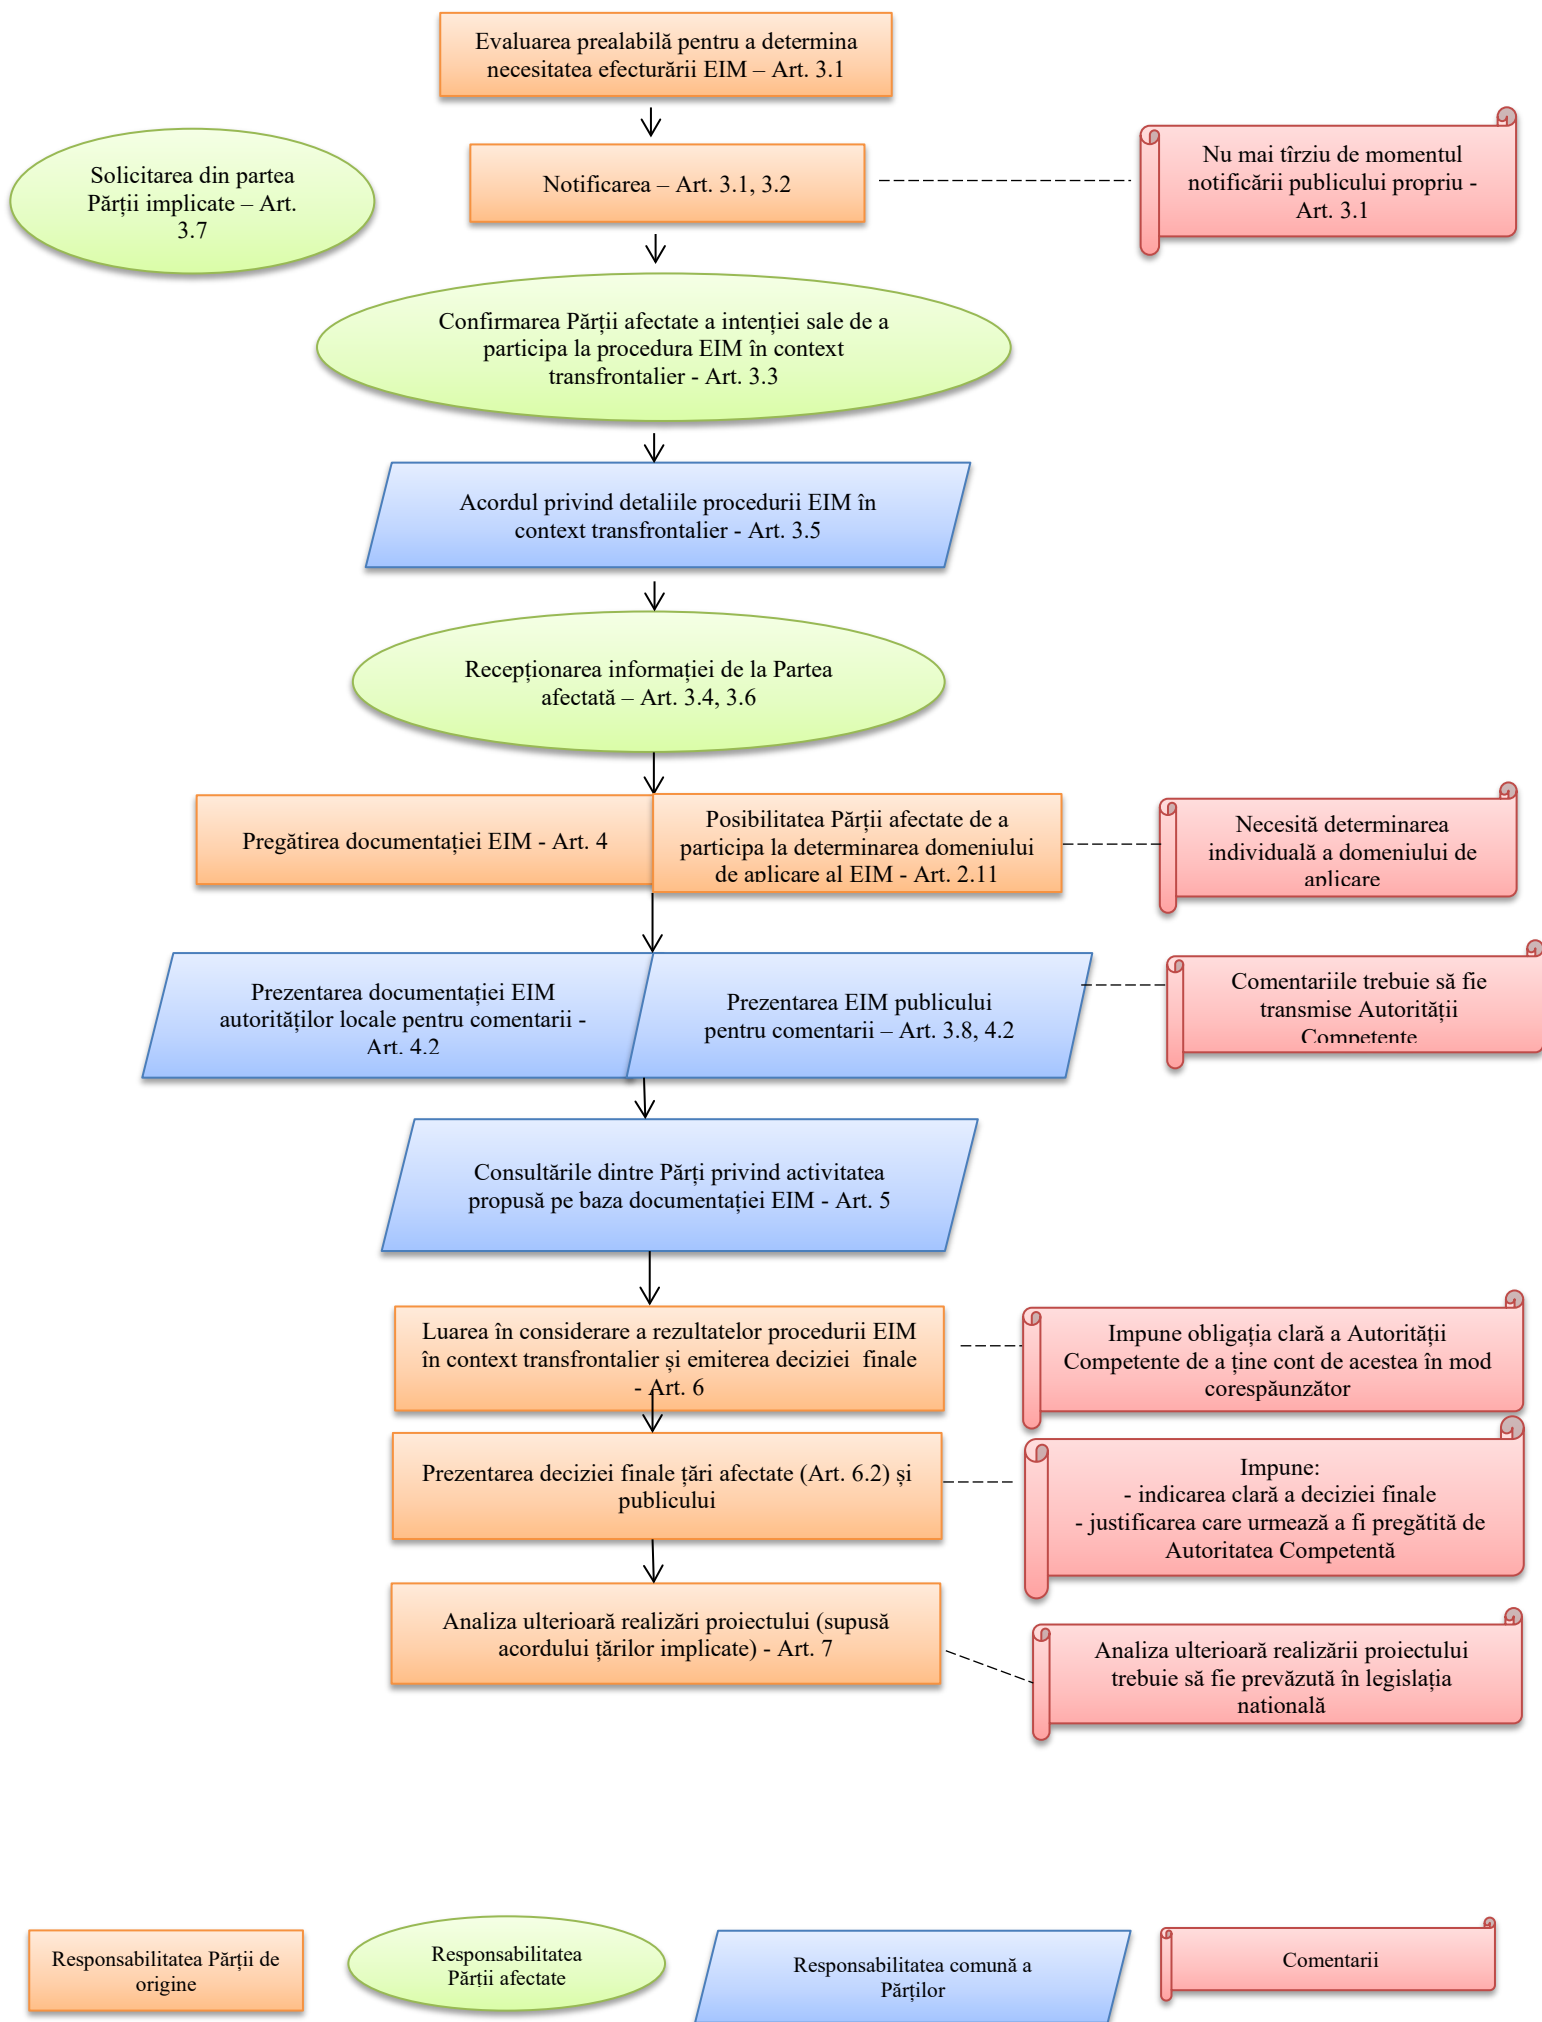 Evaluarea prealabilă pentru a determina
necesitatea efecturării EIM – Art. 3.1
Solicitarea din partea
Părții implicate – Art.
3.7
Notificarea – Art. 3.1, 3.2
Nu mai tîrziu de momentul
notificării publicului propriu -
Art. 3.1
Confirmarea Părții afectate a intenției sale de a
participa la procedura EIM în context
transfrontalier - Art. 3.3
Acordul privind detaliile procedurii EIM în
context transfrontalier - Art. 3.5
Recepționarea informației de la Partea
afectată – Art. 3.4, 3.6
Pregătirea documentației EIM - Art. 4
Posibilitatea Părții afectate de a
participa la determinarea domeniului
de aplicare al EIM - Art. 2.11
Necesită determinarea
individuală a domeniului de
aplicare
Prezentarea documentației EIM
autorităților locale pentru comentarii -
Art. 4.2
Prezentarea EIM publicului
pentru comentarii – Art. 3.8, 4.2
Comentariile trebuie să fie
transmise Autorității
Competente
Consultările dintre Părți privind activitatea
propusă pe baza documentației EIM - Art. 5
Luarea în considerare a rezultatelor procedurii EIM
în context transfrontalier și emiterea deciziei  finale
- Art. 6
Impune obligația clară a Autorității
Competente de a ține cont de acestea în mod
corespăunzător
Prezentarea deciziei finale țări afectate (Art. 6.2) și
publicului
Impune:
- indicarea clară a deciziei finale
- justificarea care urmează a fi pregătită de
Autoritatea Competentă
Analiza ulterioară realizări proiectului (supusă
acordului țărilor implicate) - Art. 7
Analiza ulterioară realizării proiectului
trebuie să fie prevăzută în legislația
națională
Responsabilitatea Părții de
origine
Responsabilitatea
Părții afectate
Responsabilitatea comună a
Părților
Comentarii